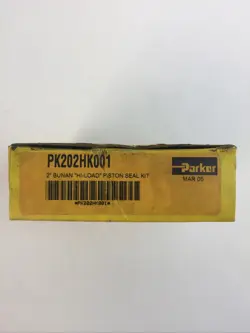 PK202HK001
Parker
2" BUNAN "HI-LOAD" PISTON SEAL KIT
MAR 05
*PK202HK001*